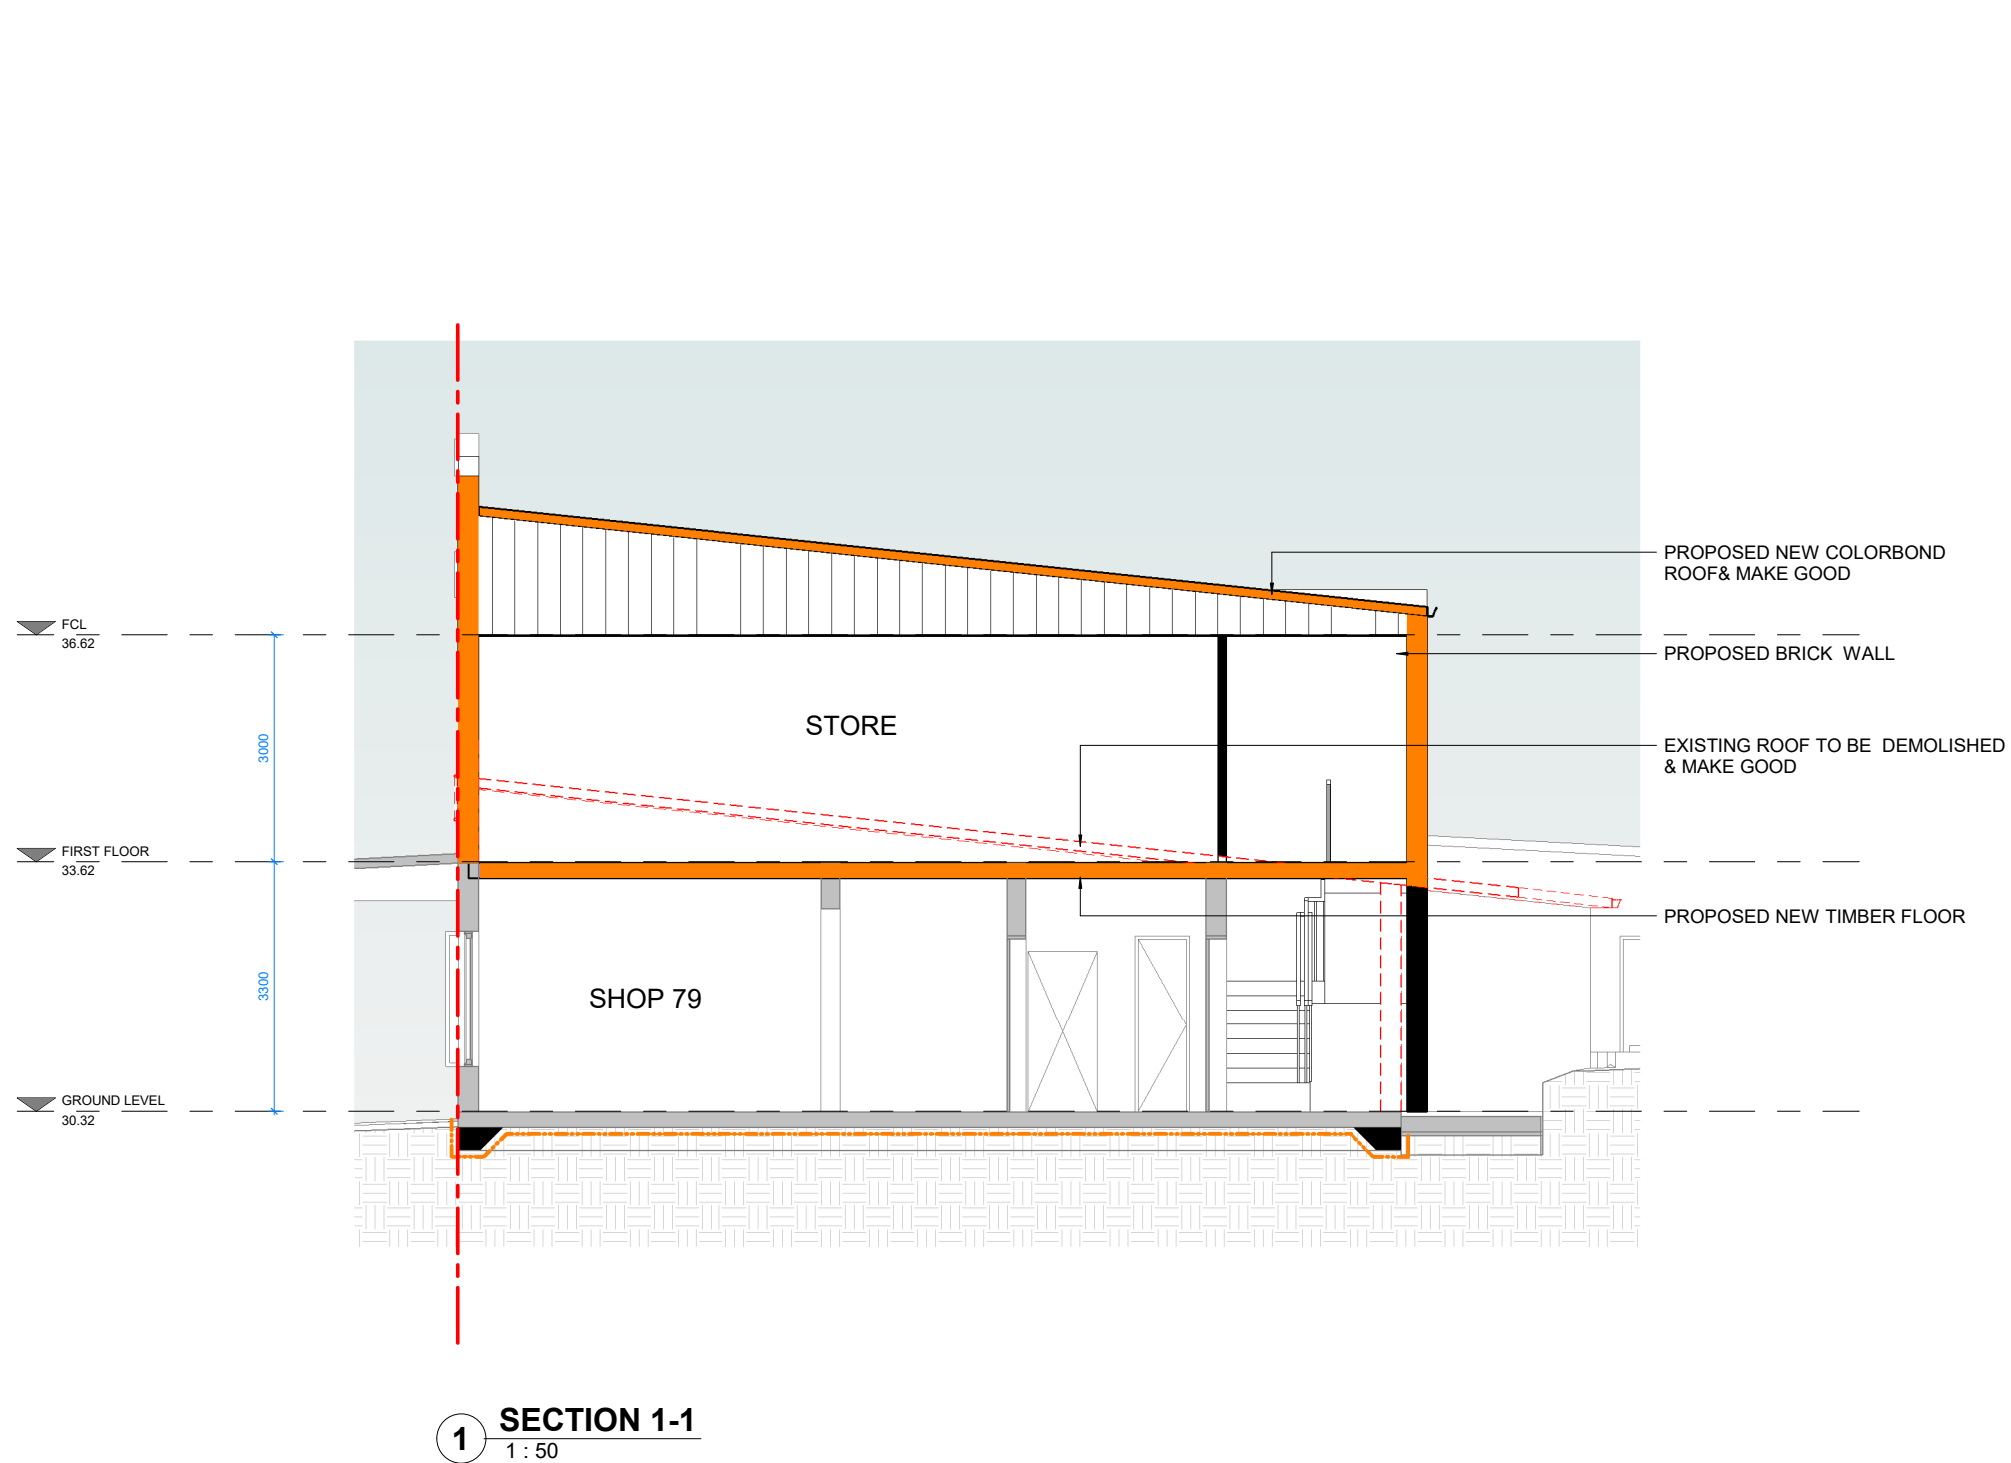 PROPOSED NEW COLORBOND
ROOF& MAKE GOOD
FCL
36.62
PROPOSED BRICK  WALL
STORE
3000
EXISTING ROOF TO BE  DEMOLISHED
& MAKE GOOD
FIRST FLOOR
33.62
PROPOSED NEW TIMBER FLOOR
3300
SHOP 79
GROUND LEVEL
30.32
1
SECTION 1-1
1 : 50